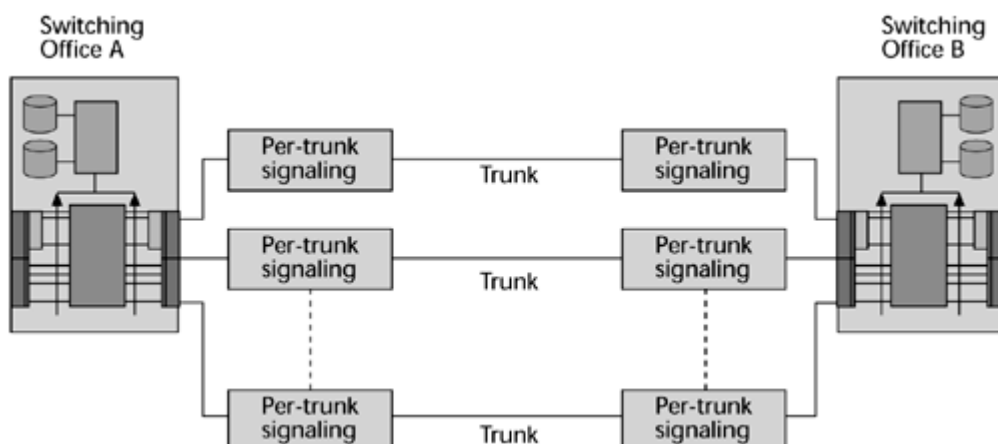 Switching
Office A
Switching
Office B
Per-trunk
signaling
Trunk
Per-trunk
signaling
Per-trunk
signaling
Trunk
Per-trunk
signaling
Per-trunk
signaling
Trunk
Per-trunk
signaling